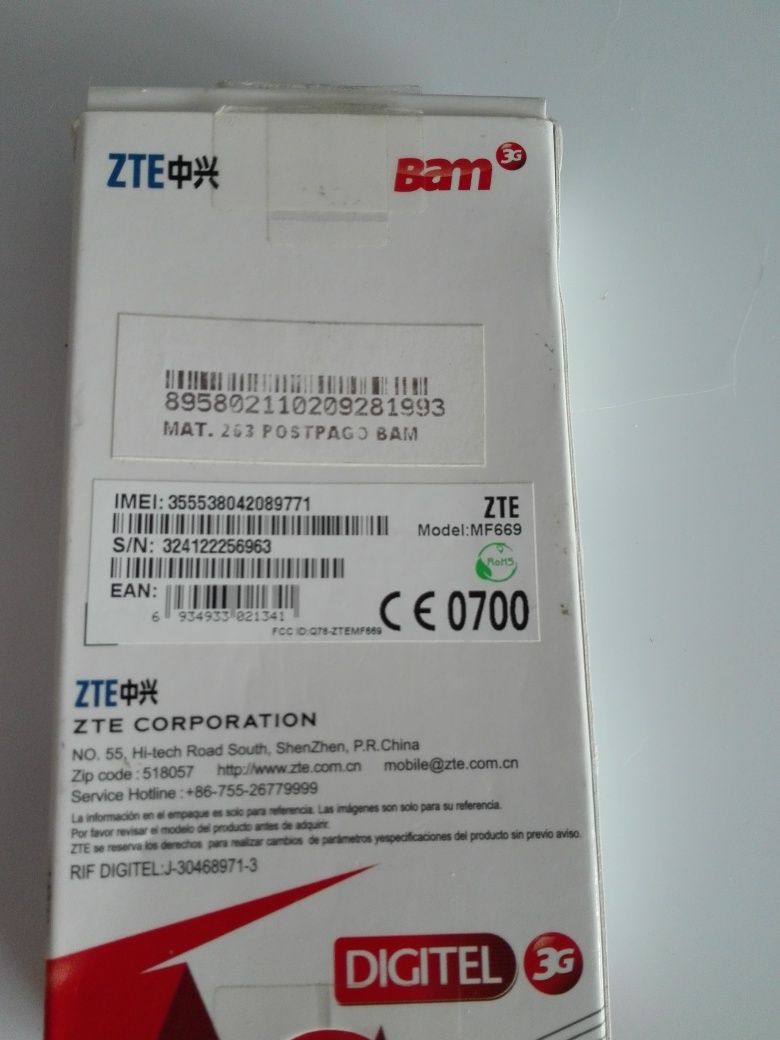 ZTE中兴
Bam 3G
8958021102092819​93
MAT. 263 POSTPAGO BAM
IMEI: 355538042089771
ZTE
Model:MF669
S/N: 324122256963
RoHS
EAN:
6 934933 021341
FCC ID:Q78-ZTEMF669
CE 0700
ZTE中兴
ZTE CORPORATION
NO. 55, Hi-tech Road South, ShenZhen, P.R.China
Zip code : 518057 http://www.zte.com.cn mobile@zte.com.cn
Service Hotline : +86-755-26779999
La información en el empaque es solo para referencia. Las imágenes son solo para su referencia.
Por favor revisar el modelo del producto antes de adquirir.
ZTE se reserva los derechos para realizar cambios de parámetros yespecificaciones del producto sin previo aviso.
RIF DIGITEL:J-30468971-3
DIGITEL 3G